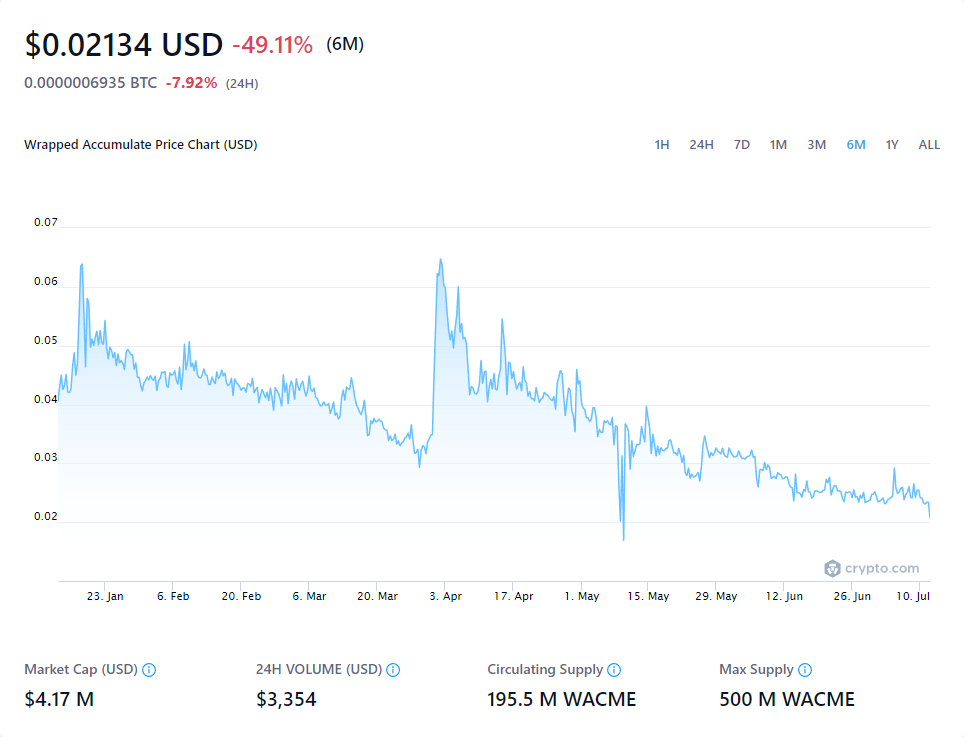 $0.02134 USD -49.11% (6M)
0.0000006935 BTC -7.92% (24H)
Wrapped Accumulate Price Chart (USD) 1H 24H 7D 1M 3M 6M 1Y ALL
0.07
0.06
0.05
0.04
0.03
0.02
crypto.com
23. Jan 6. Feb 20. Feb 6. Mar 20. Mar 3. Apr 17. Apr 1. May 15. May 29. May 12. Jun 26. Jun 10. Jul
Market Cap (USD) 24H VOLUME (USD) Circulating Supply Max Supply
$4.17 M $3,354 195.5 M WACME 500 M WACME